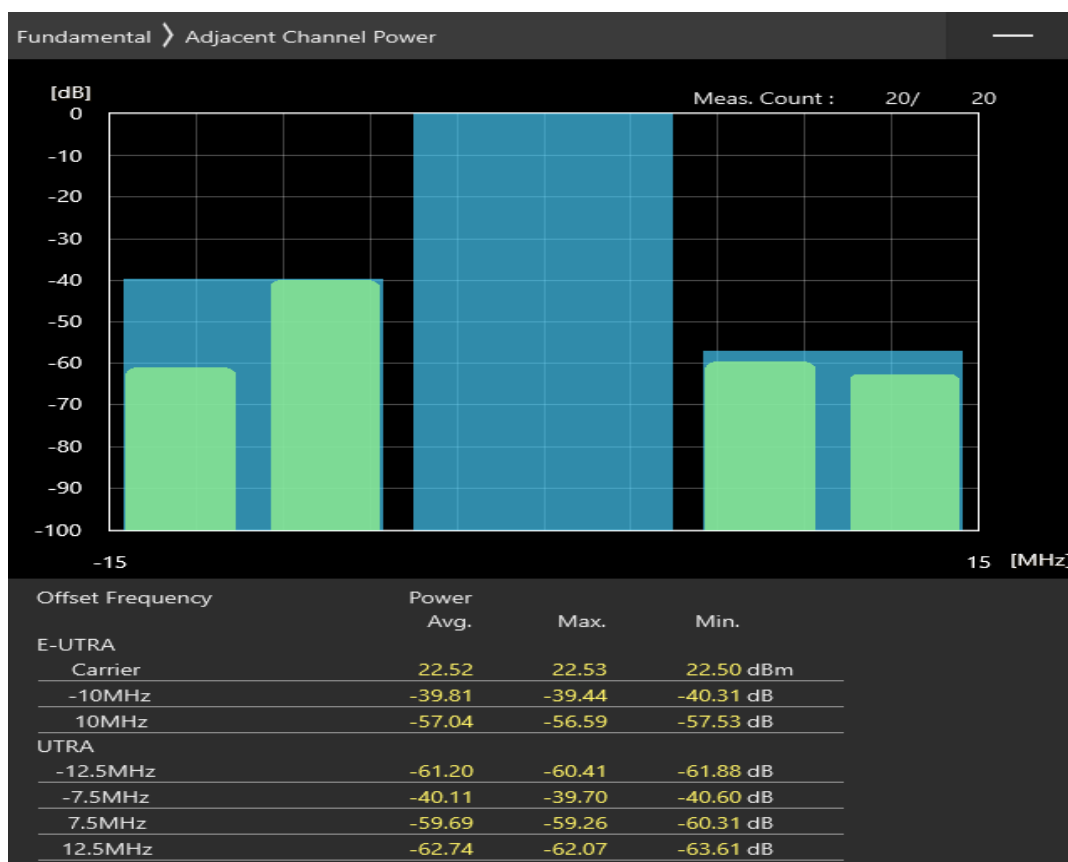 Fundamental ❯ Adjacent Channel Power
[dB]
Meas. Count : 20/ 20
0
-10
-20
-30
-40
-50
-60
-70
-80
-90
-100
-15 15 [MHz]
Offset Frequency Power
Avg. Max. Min.
E-UTRA
Carrier 22.52 22.53 22.50 dBm
-10MHz -39.81 -39.44 -40.31 dB
10MHz -57.04 -56.59 -57.53 dB
UTRA
-12.5MHz -61.20 -60.41 -61.88 dB
-7.5MHz -40.11 -39.70 -40.60 dB
7.5MHz -59.69 -59.26 -60.31 dB
12.5MHz -62.74 -62.07 -63.61 dB